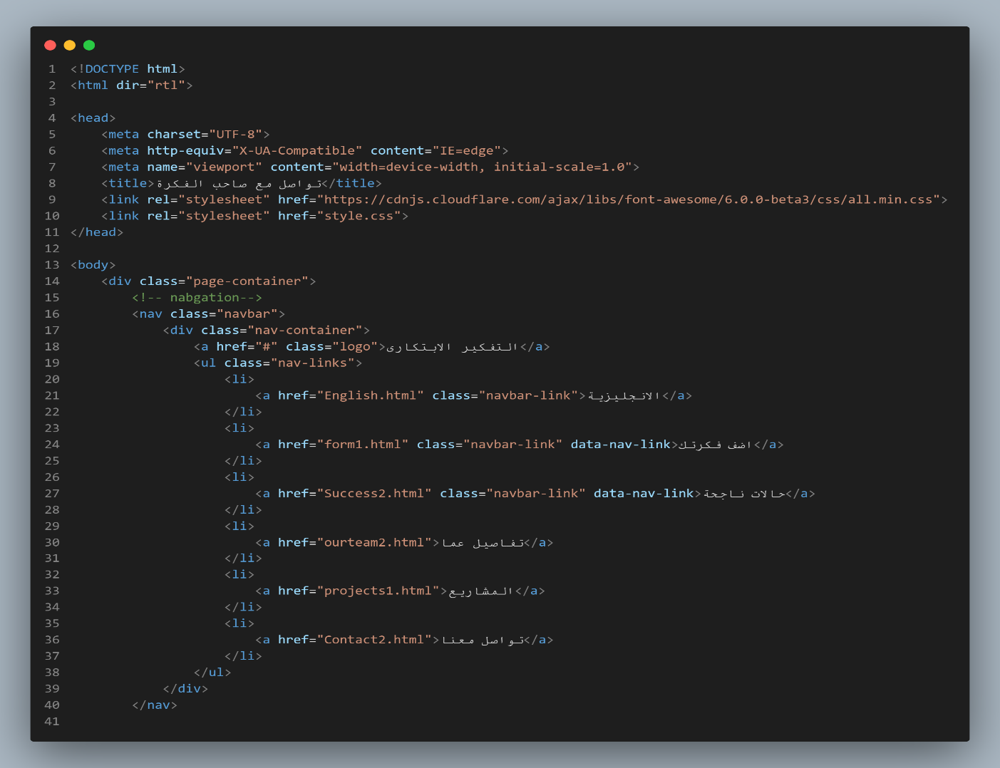 1 <!DOCTYPE html>
2 <html dir="rtl">
3
4 <head>
5     <meta charset="UTF-8">
6     <meta http-equiv="X-UA-Compatible" content="IE=edge">
7     <meta name="viewport" content="width=device-width, initial-scale=1.0">
8     <title>تواصل مع صاحب الفكرة</title>
9     <link rel="stylesheet" href="https://cdnjs.cloudflare.com/ajax/libs/font-awesome/6.0.0-beta3/css/all.min.css">
10     <link rel="stylesheet" href="style.css">
11 </head>
12
13 <body>
14     <div class="page-container">
15         <!-- nabgation-->
16         <nav class="navbar">
17             <div class="nav-container">
18                 <a href="#" class="logo">التفكير الابتكارى</a>
19                 <ul class="nav-links">
20                     <li>
21                         <a href="English.html" class="navbar-link">الانجليزية</a>
22                     </li>
23                     <li>
24                         <a href="form1.html" class="navbar-link" data-nav-link>اضف فكرتك</a>
25                     </li>
26                     <li>
27                         <a href="Success2.html" class="navbar-link" data-nav-link>حالات ناجحة</a>
28                     </li>
29                     <li>
30                         <a href="ourteam2.html">تفاصيل عما</a>
31                     </li>
32                     <li>
33                         <a href="projects1.html">المشاريع</a>
34                     </li>
35                     <li>
36                         <a href="Contact2.html">تواصل معنا</a>
37                     </li>
38                 </ul>
39             </div>
40         </nav>
41